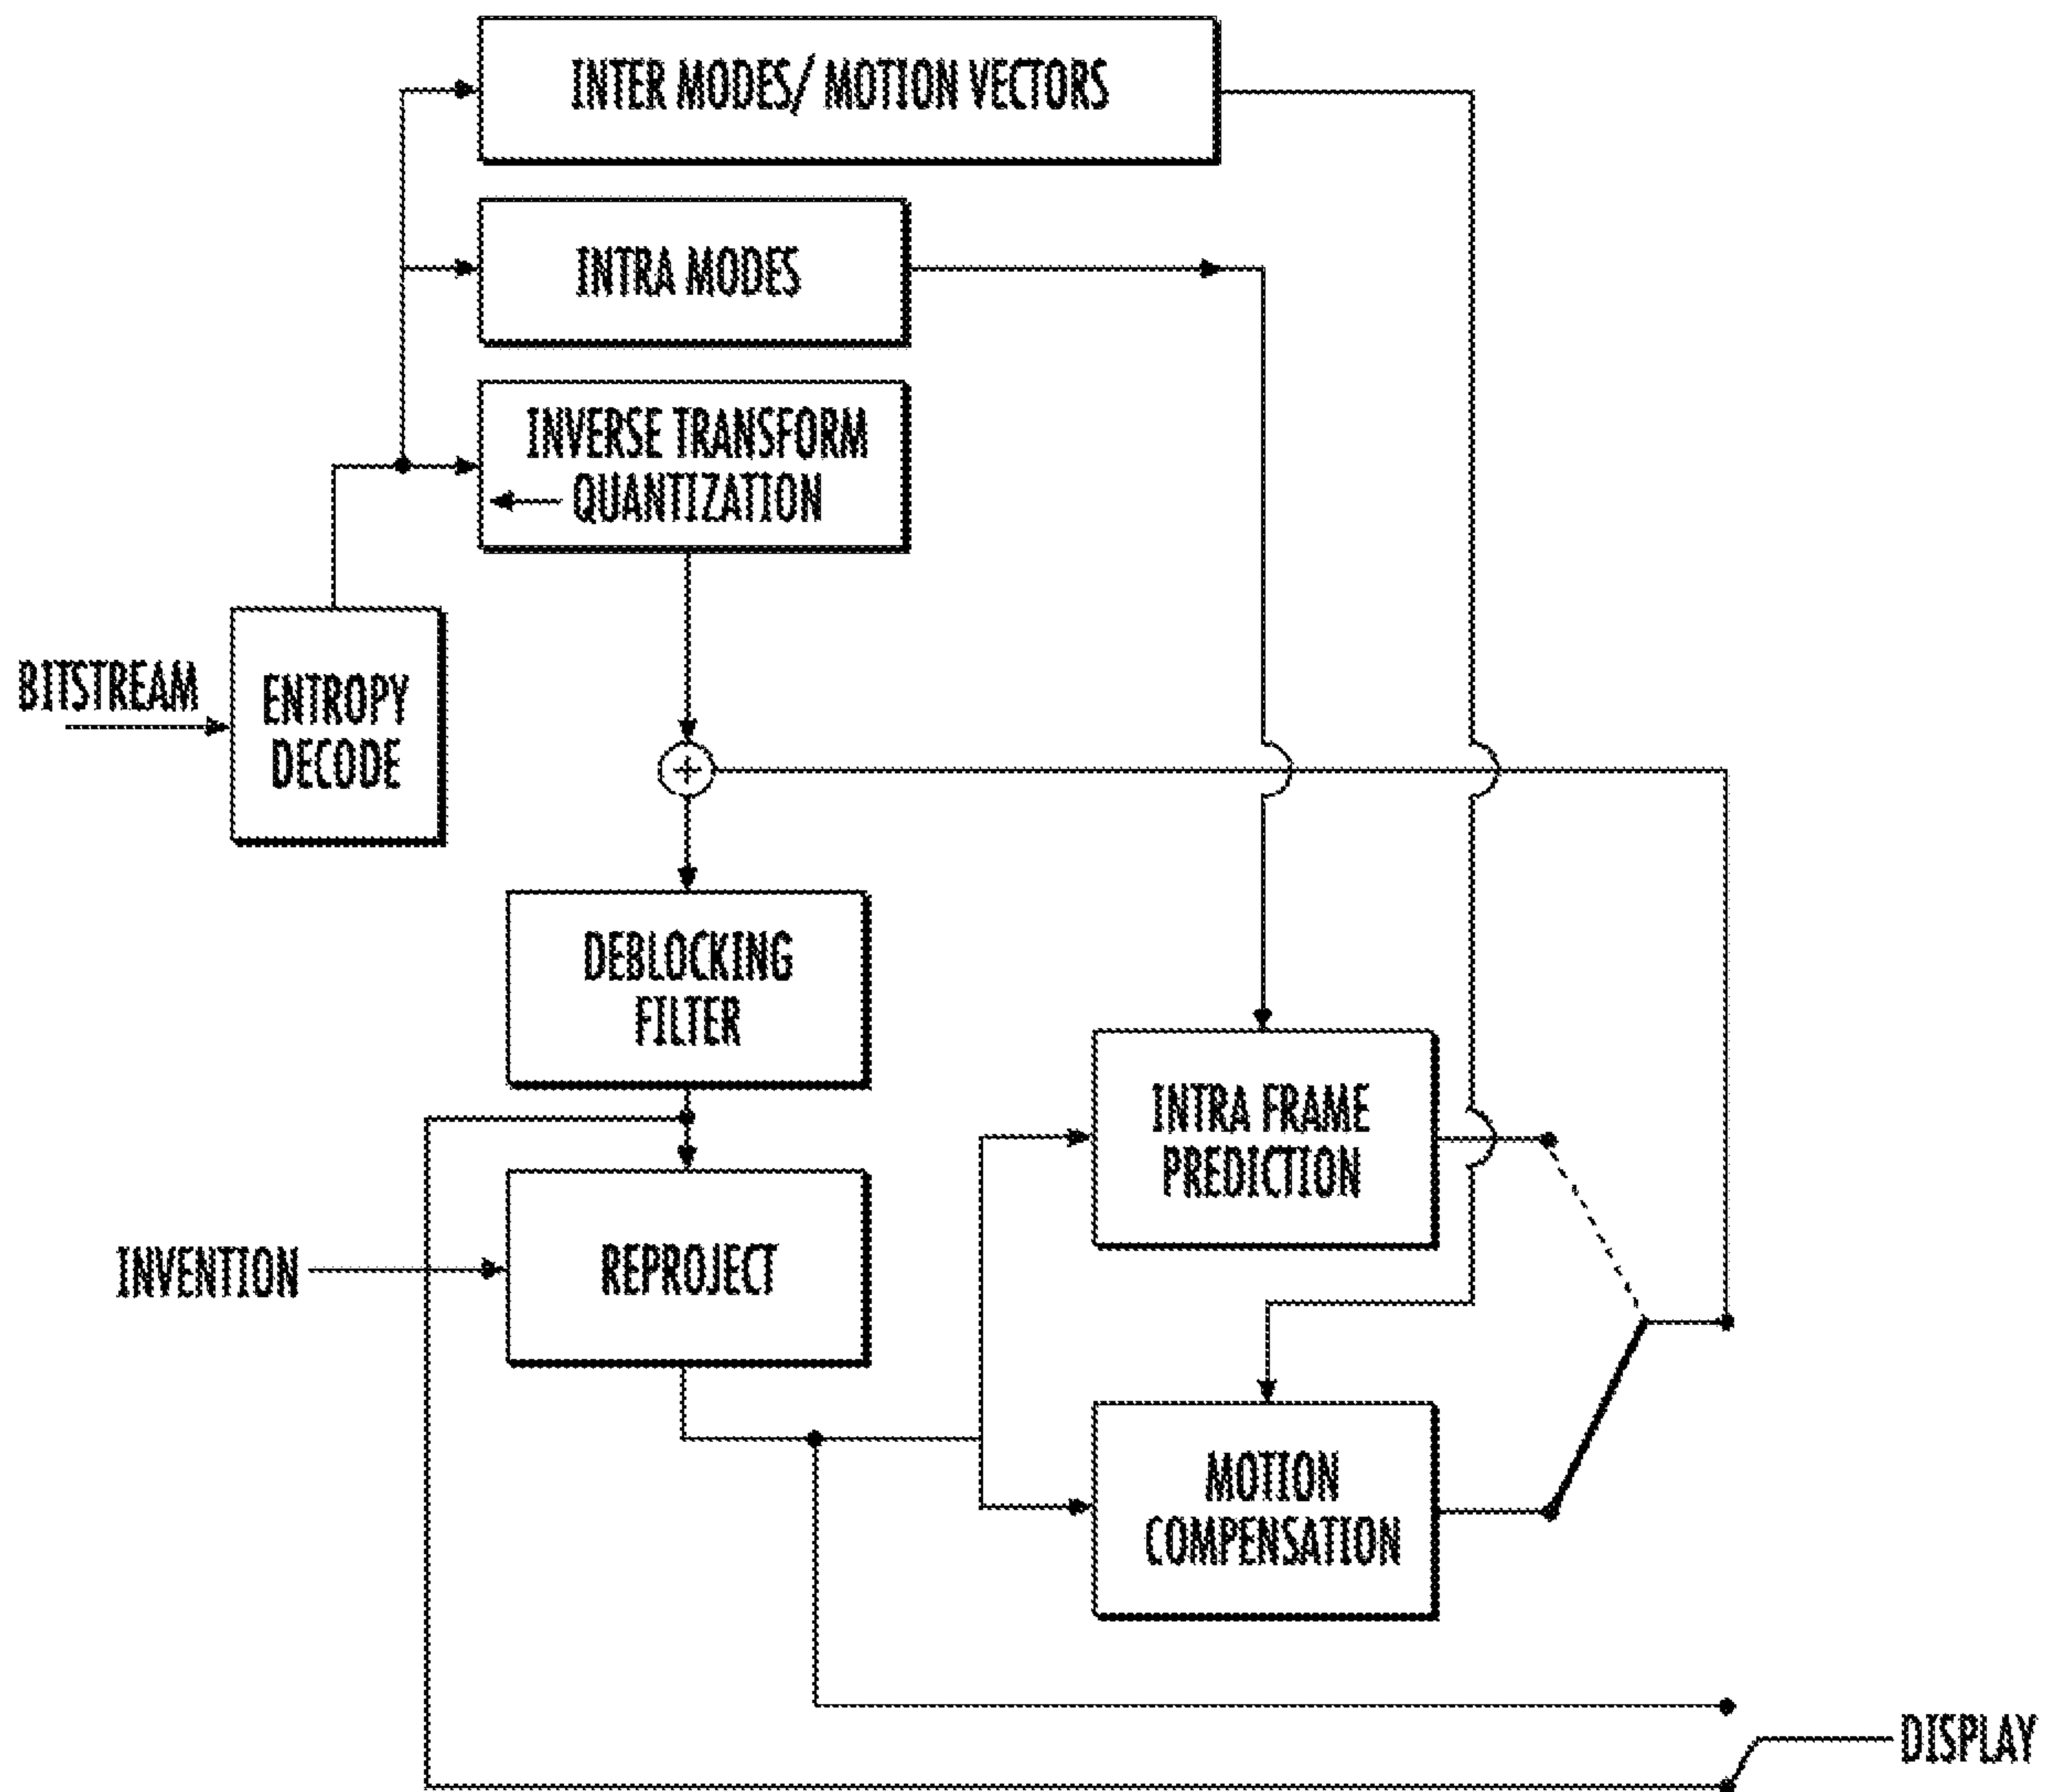 INTER MODES/ MOTION VECTORS
INTRA MODES
INVERSE TRANSFORM
QUANTIZATION
BITSTREAM
ENTROPY
DECODE
+
DEBLOCKING
FILTER
INTRA FRAME
PREDICTION
INVENTION
REPROJECT
MOTION
COMPENSATION
DISPLAY